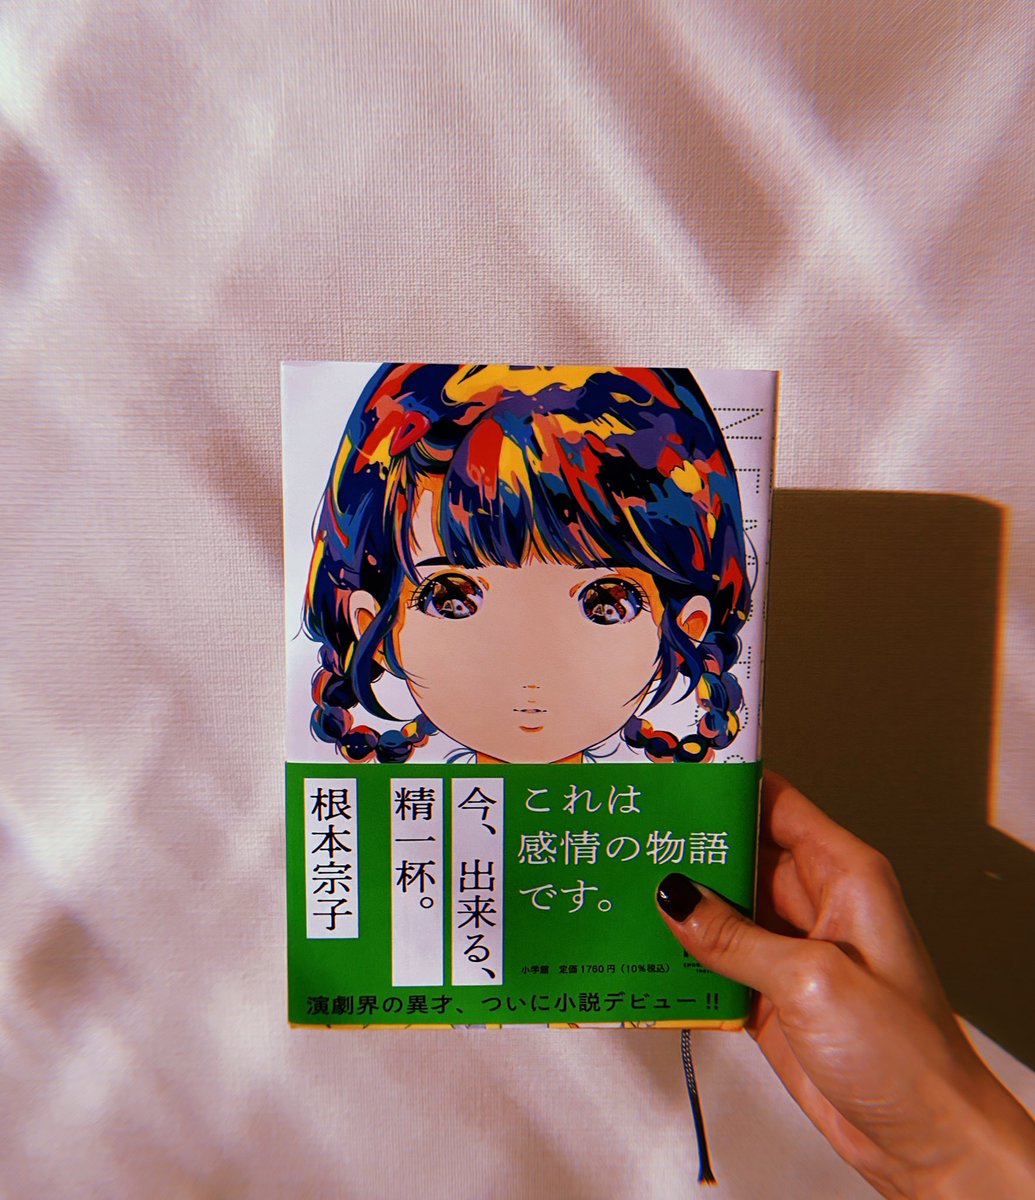 これは
感情の物語
です。
今、出来る、
精一杯。
根本宗子
小学館 定価1760円（10%税込）
演劇界の異才、ついに小説デビュー!!